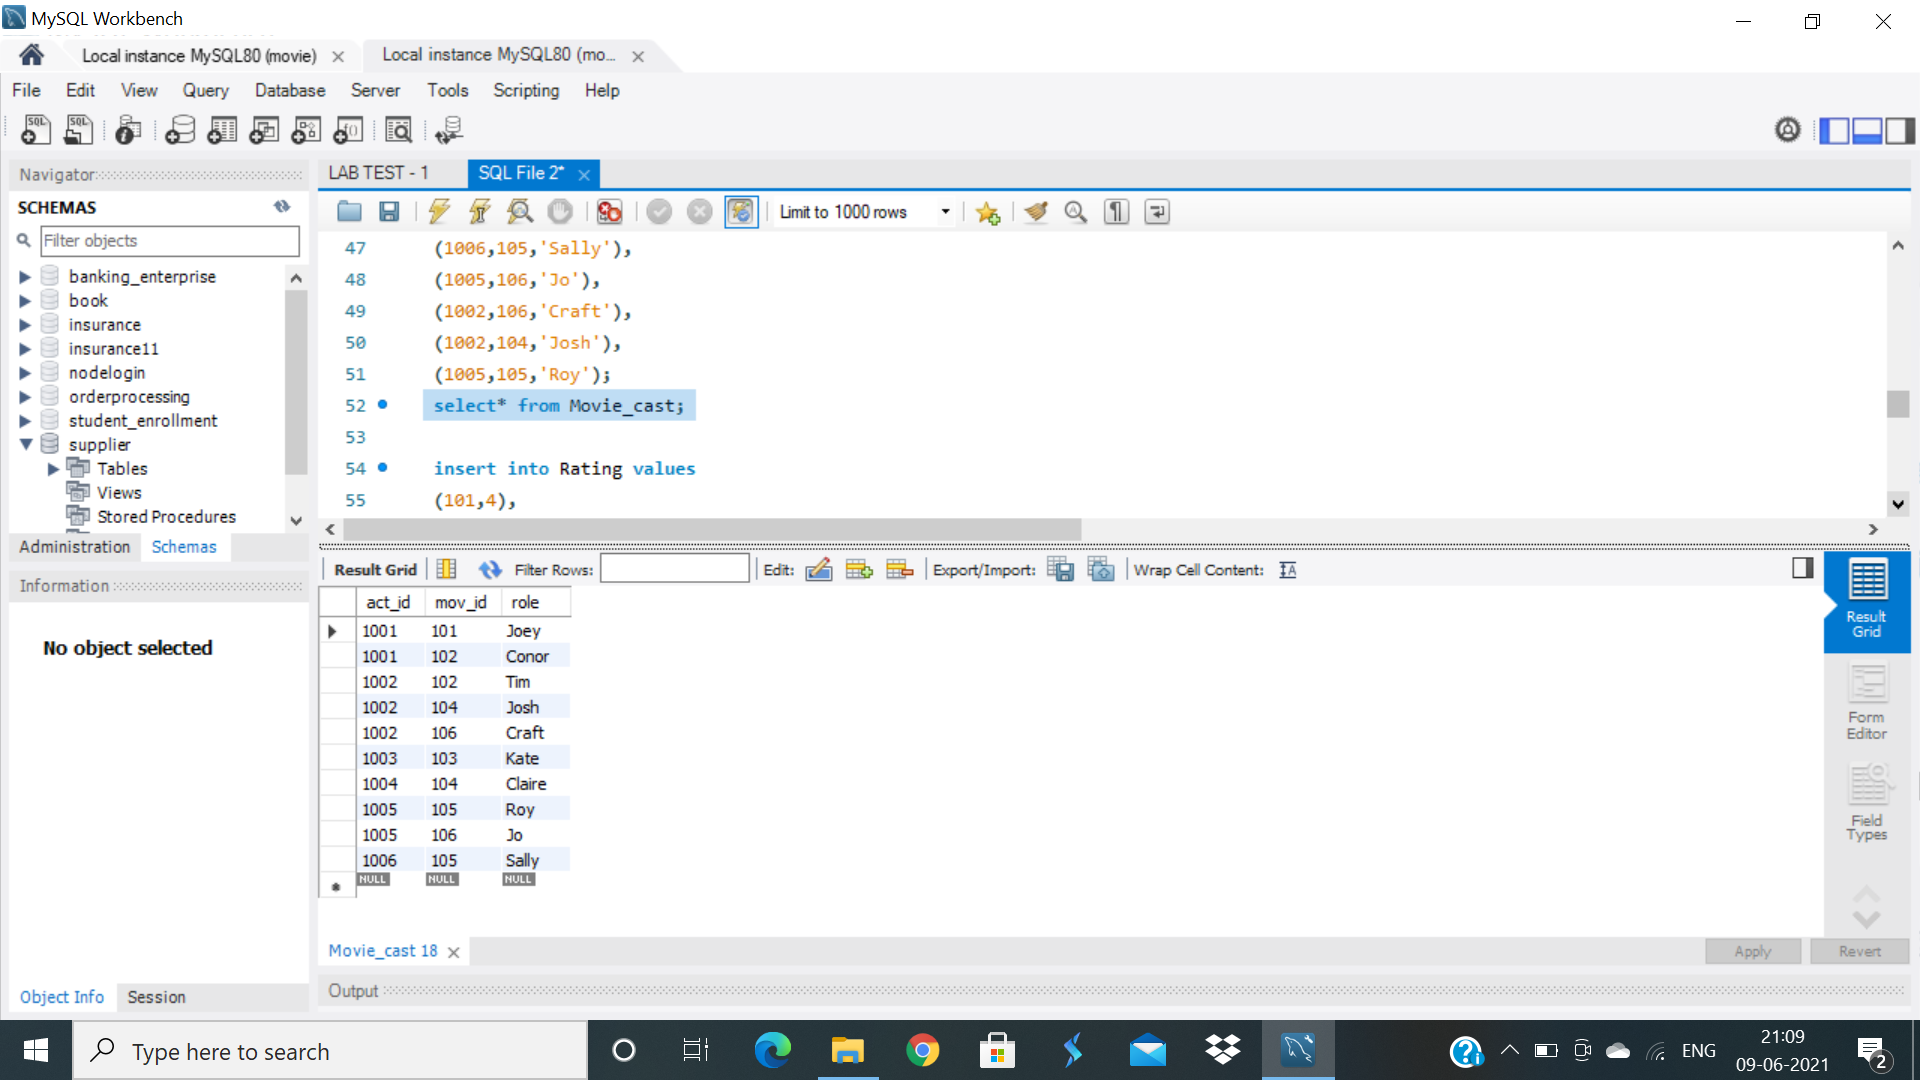 MySQL Workbench
Local instance MySQL80 (movie)
Local instance MySQL80 (mo...
File Edit View Query Database Server Tools Scripting Help
Navigator
SCHEMAS
Filter objects
banking_enterprise
book
insurance
insurance11
nodelogin
orderprocessing
student_enrollment
supplier
Tables
Views
Stored Procedures
Administration Schemas
Information
No object selected
Object Info Session
LAB TEST - 1 SQL File 2*
Limit to 1000 rows
47 (1006,105,'Sally'),
48 (1005,106,'Jo'),
49 (1002,106,'Craft'),
50 (1002,104,'Josh'),
51 (1005,105,'Roy');
52 select* from Movie_cast;
53
54 insert into Rating values
55 (101,4),
Result Grid Filter Rows: Edit: Export/Import: Wrap Cell Content:
act_id mov_id role
1001 101 Joey
1001 102 Conor
1002 102 Tim
1002 104 Josh
1002 106 Craft
1003 103 Kate
1004 104 Claire
1005 105 Roy
1005 106 Jo
1006 105 Sally
NULL NULL NULL
Result
Grid
Form
Editor
Field
Types
Movie_cast 18
Apply Revert
Output
Type here to search
ENG
21:09
09-06-2021
2